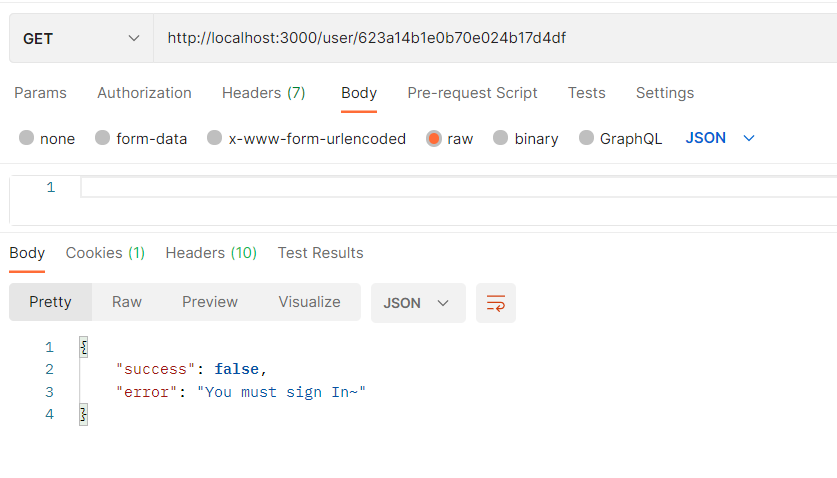 GET http://localhost:3000/user/623a14b1e0b70e024b17d4df
Params Authorization Headers (7) Body Pre-request Script Tests Settings
none form-data x-www-form-urlencoded raw binary GraphQL JSON
1
Body Cookies (1) Headers (10) Test Results
Pretty Raw Preview Visualize JSON
1 {
2 "success": false,
3 "error": "You must sign In~"
4 }